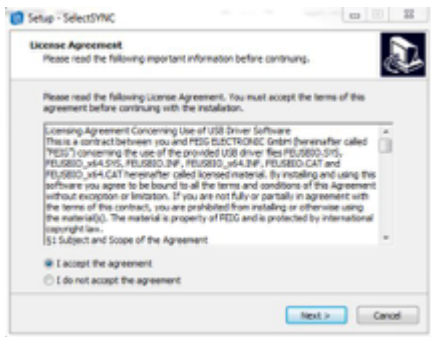 Setup - SelectSYNC
License Agreement
Please read the following important information before continuing.
Please read the following License Agreement. You must accept the terms of this
agreement before continuing with the installation.
Licensing Agreement Concerning Use of USB Driver Software
This is a contract between you and FEIG ELECTRONIC GmbH (hereinafter called
"FEIG") concerning the use of the provided USB driver files FEUSBIO.SYS,
FEUSBIO_x64.SYS, FEUSBIO.INF, FEUSBIO_x64.INF, FEUSBIO.CAT and
FEUSBIO_x64.CAT hereinafter called licensed material. By installing and using this
software you agree to be bound to all the terms and conditions of this Agreement
without exception or limitation. If you are not fully or partially in agreement with
the terms of this contract, you are prohibited from installing or otherwise using
the material(s). The material is property of FEIG and is protected by international
copyright law.
§1 Subject and Scope of the Agreement
I accept the agreement
I do not accept the agreement
Next >
Cancel